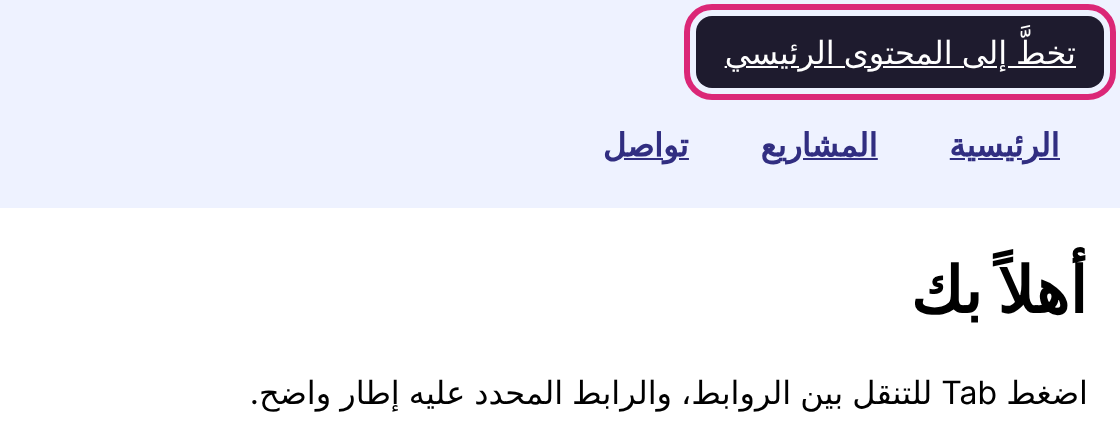 تخطَّ إلى المحتوى الرئيسي
الرئيسية المشاريع تواصل
أهلاً بك
اضغط Tab للتنقل بين الروابط، والرابط المحدد عليه إطار واضح.